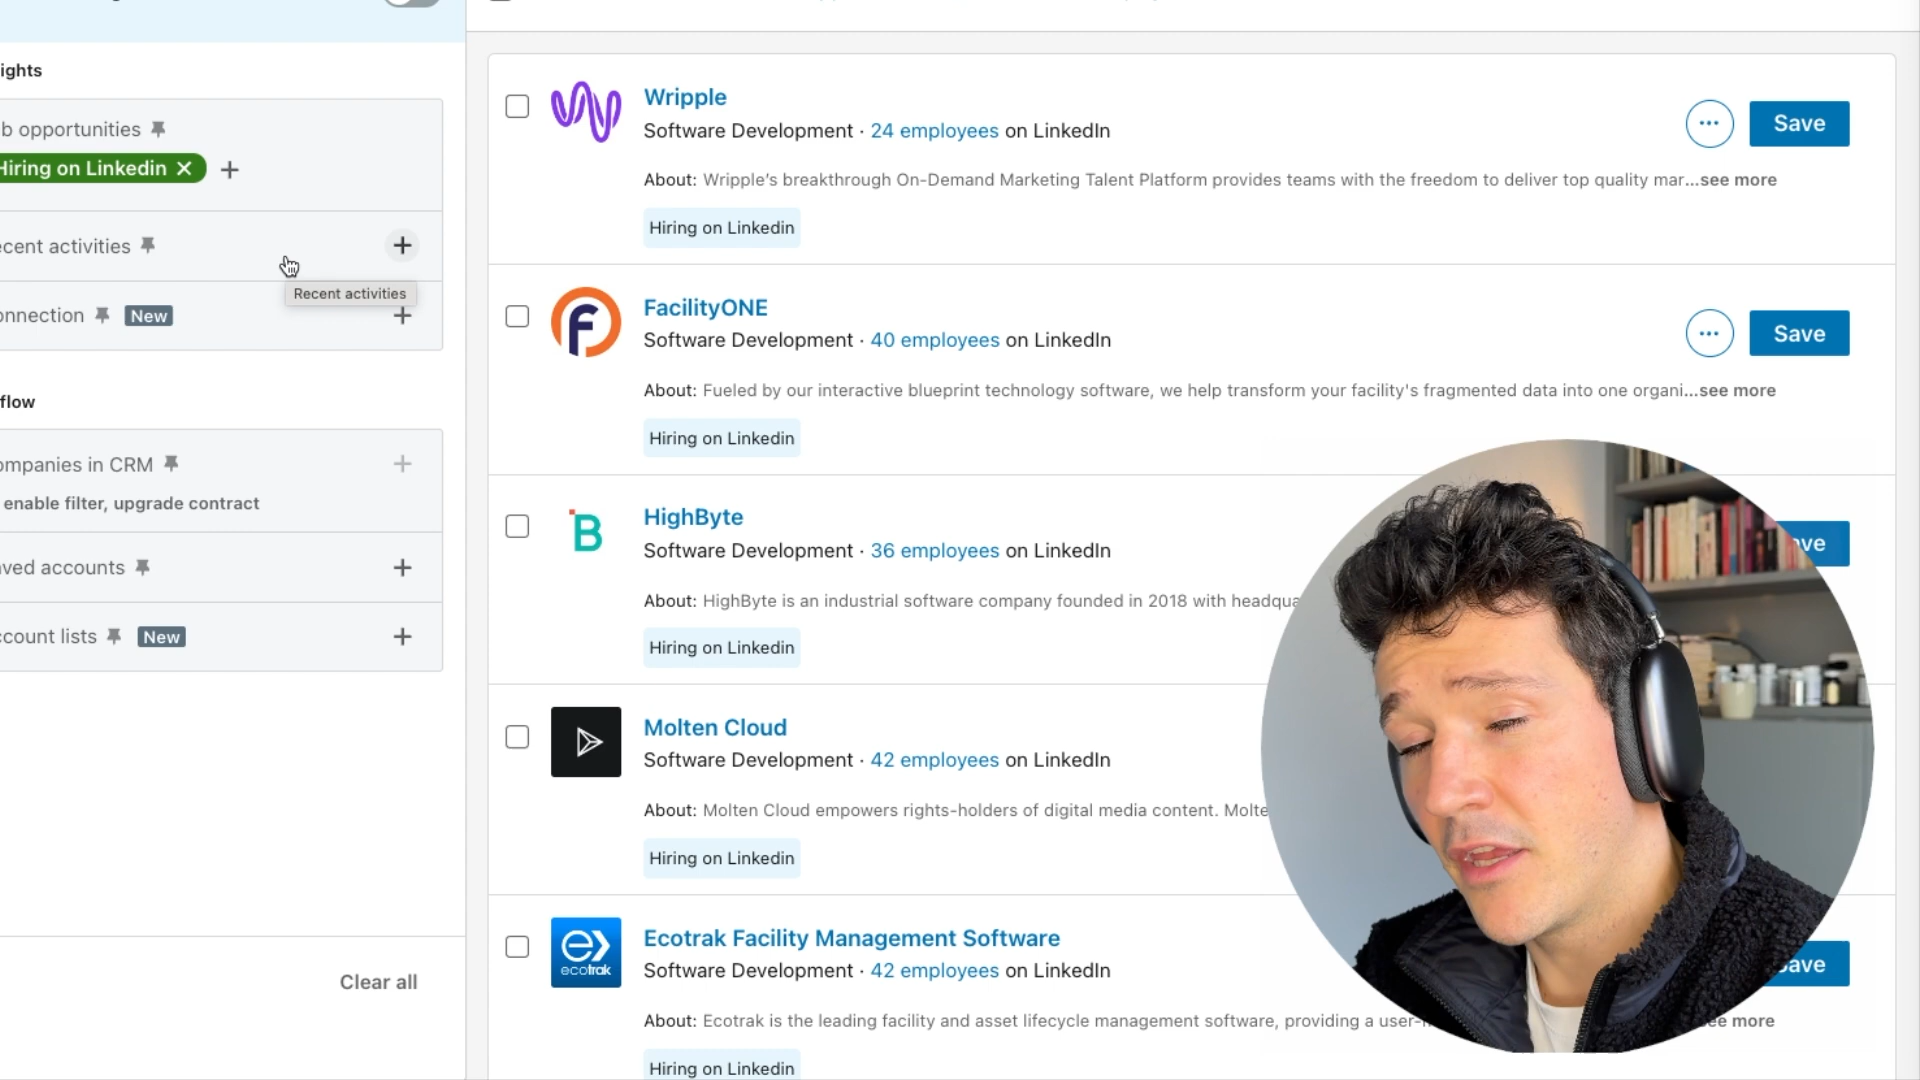 ights
b opportunities
Hiring on Linkedin
ecent activities
Recent activities
onnection New
flow
ompanies in CRM
enable filter, upgrade contract
aved accounts
ccount lists New
Clear all
Wripple
Software Development · 24 employees on LinkedIn
Save
About: Wripple's breakthrough On-Demand Marketing Talent Platform provides teams with the freedom to deliver top quality mar...see more
Hiring on Linkedin
FacilityONE
Software Development · 40 employees on LinkedIn
Save
About: Fueled by our interactive blueprint technology software, we help transform your facility's fragmented data into one organi...see more
Hiring on Linkedin
HighByte
Software Development · 36 employees on LinkedIn
ave
About: HighByte is an industrial software company founded in 2018 with headqua
Hiring on Linkedin
Molten Cloud
Software Development · 42 employees on LinkedIn
About: Molten Cloud empowers rights-holders of digital media content. Molte
Hiring on Linkedin
ecotrak
Ecotrak Facility Management Software
Software Development · 42 employees on LinkedIn
ave
About: Ecotrak is the leading facility and asset lifecycle management software, providing a user-
ee more
Hiring on Linkedin